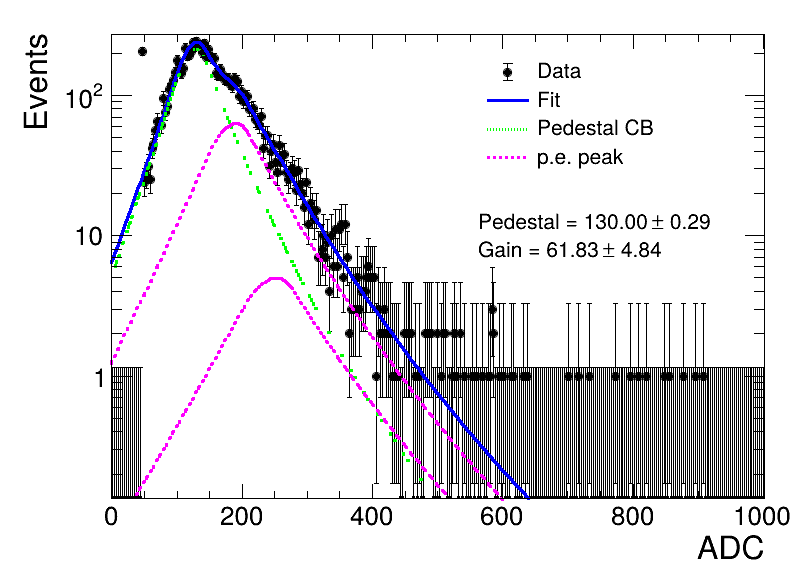 Events
10²
10
1
Data
Fit
Pedestal CB
p.e. peak
Pedestal = 130.00 ± 0.29
Gain = 61.83 ± 4.84
0 200 400 600 800 1000
ADC